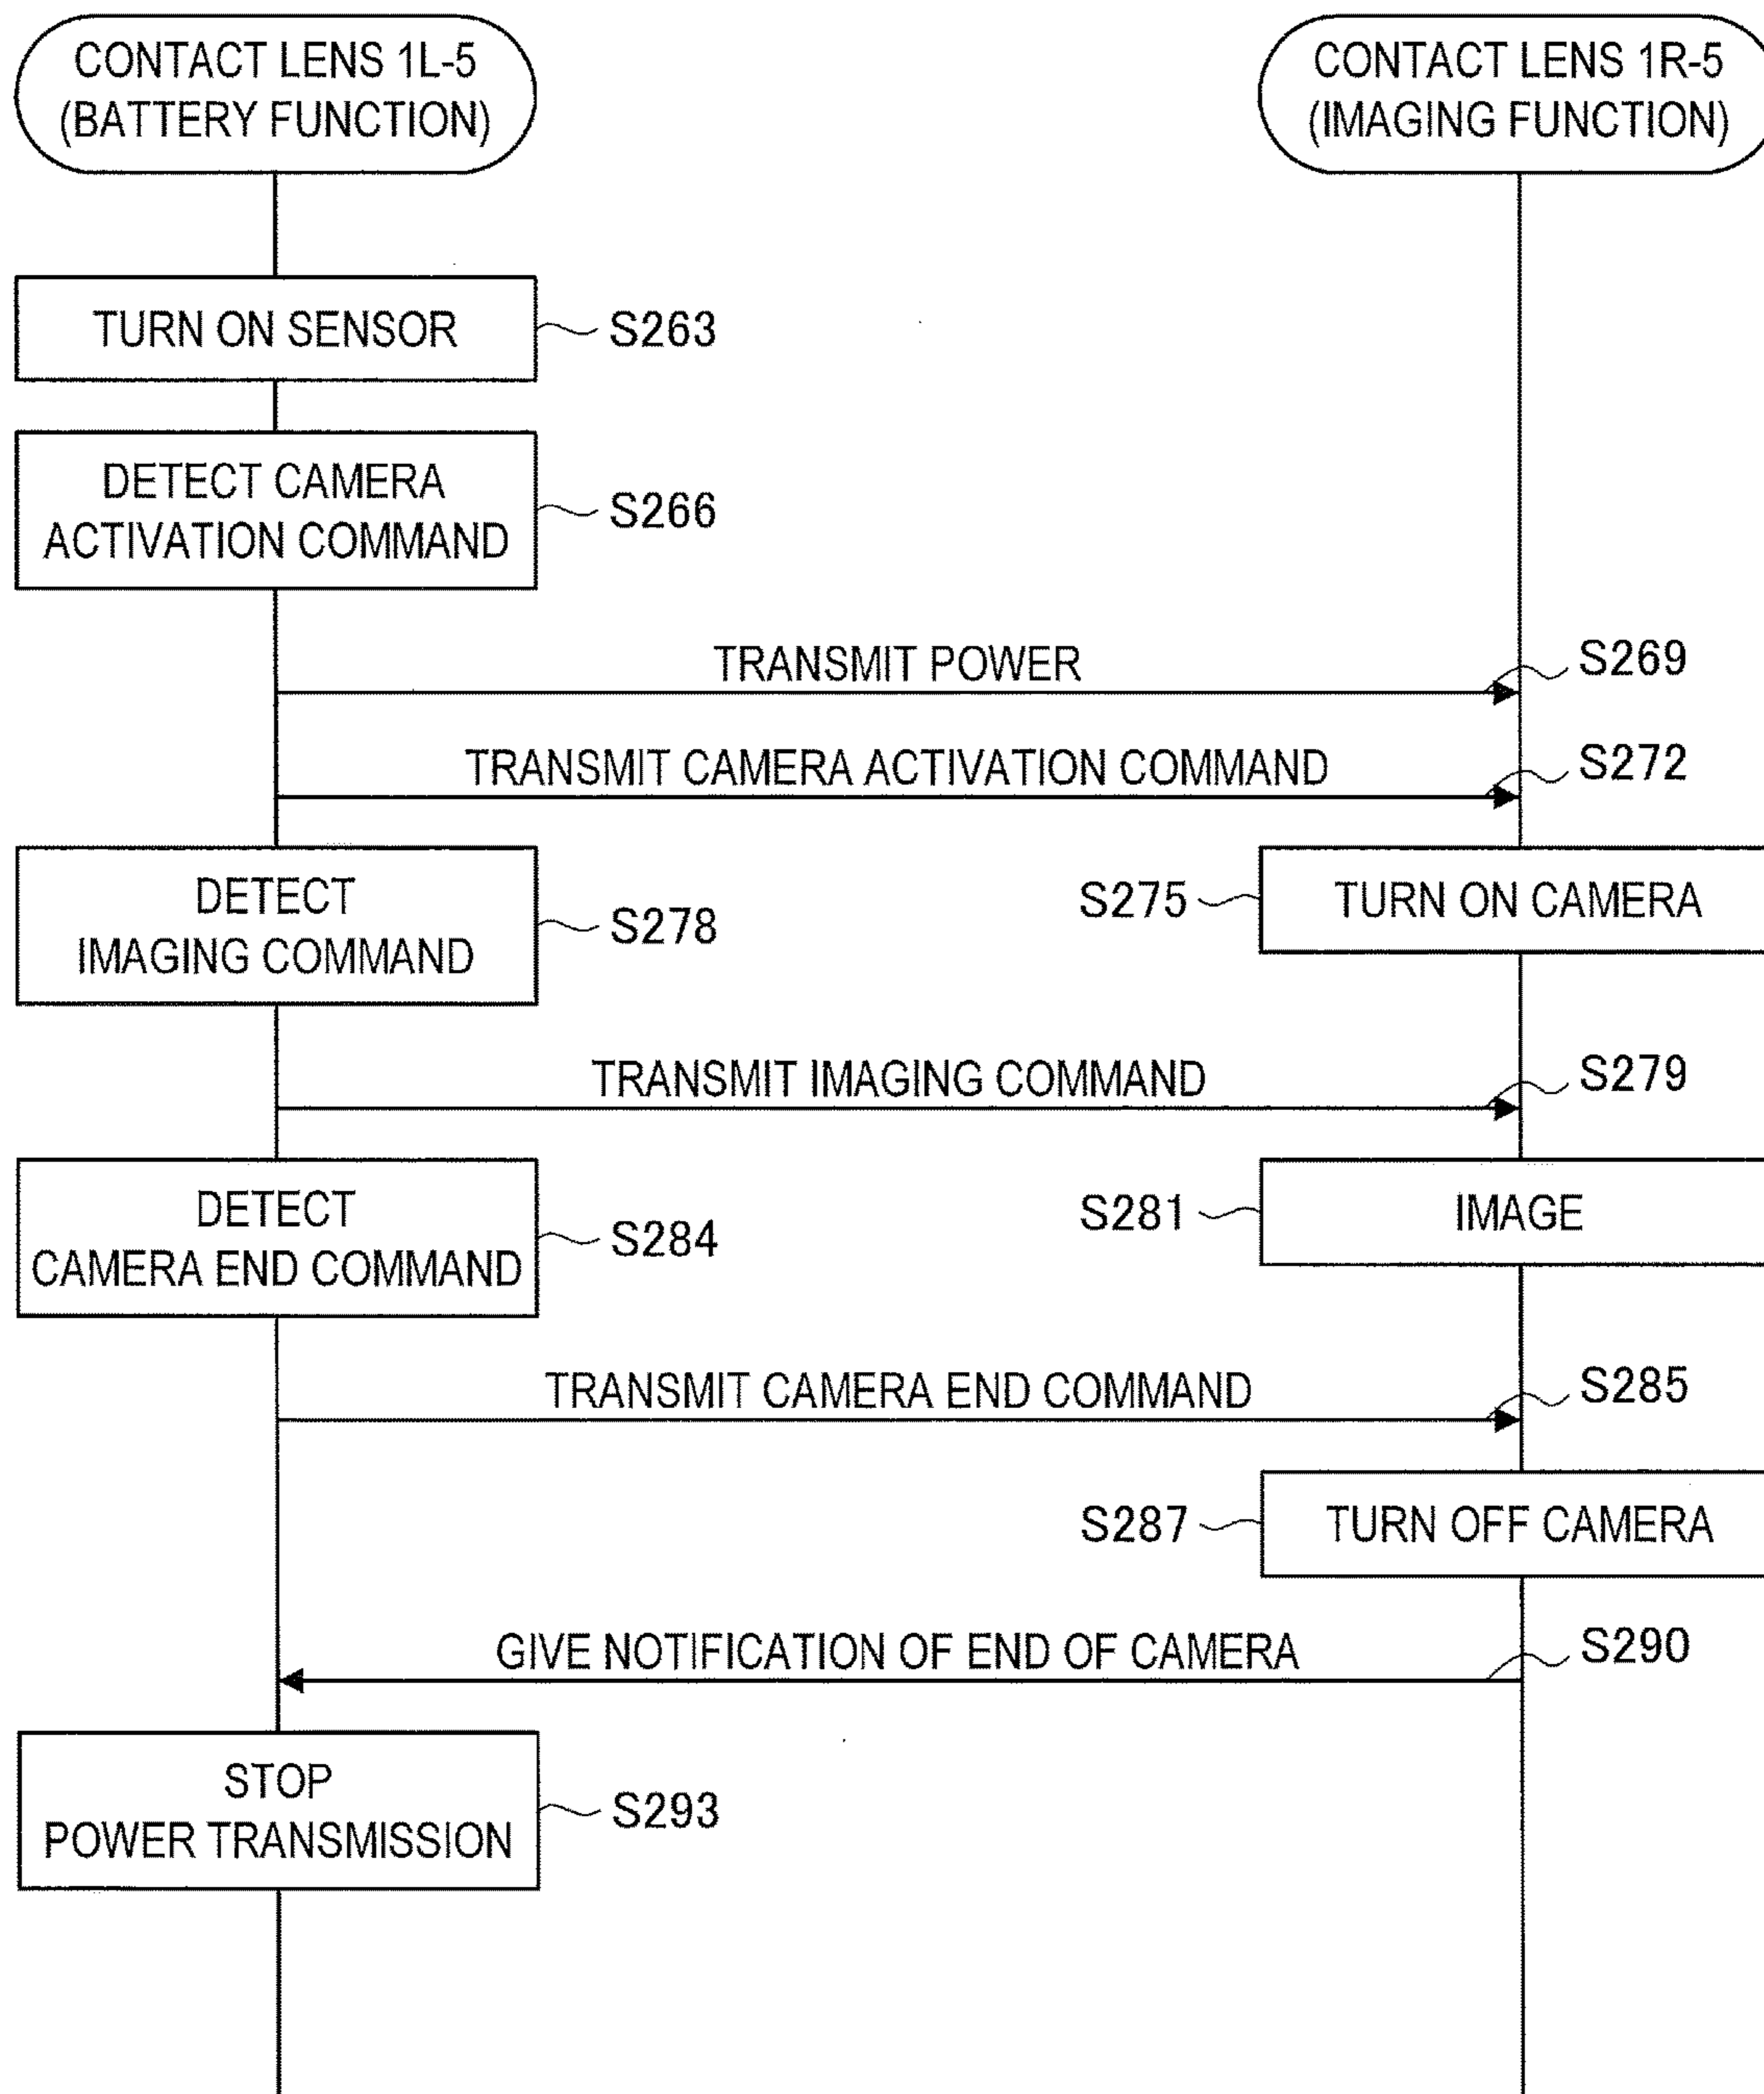 CONTACT LENS 1L-5
(BATTERY FUNCTION)
CONTACT LENS 1R-5
(IMAGING FUNCTION)
TURN ON SENSOR
S263
DETECT CAMERA
ACTIVATION COMMAND
S266
TRANSMIT POWER
S269
TRANSMIT CAMERA ACTIVATION COMMAND
S272
DETECT
IMAGING COMMAND
S278
S275
TURN ON CAMERA
TRANSMIT IMAGING COMMAND
S279
DETECT
CAMERA END COMMAND
S284
S281
IMAGE
TRANSMIT CAMERA END COMMAND
S285
S287
TURN OFF CAMERA
GIVE NOTIFICATION OF END OF CAMERA
S290
STOP
POWER TRANSMISSION
S293